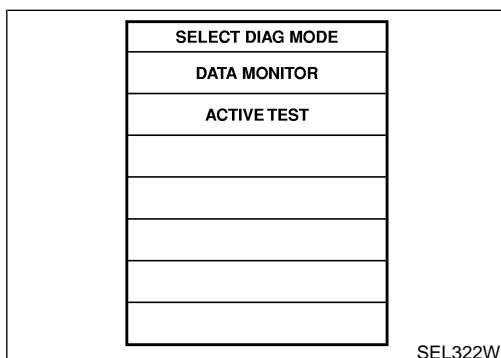 SELECT DIAG MODE
DATA MONITOR
ACTIVE TEST
SEL322W